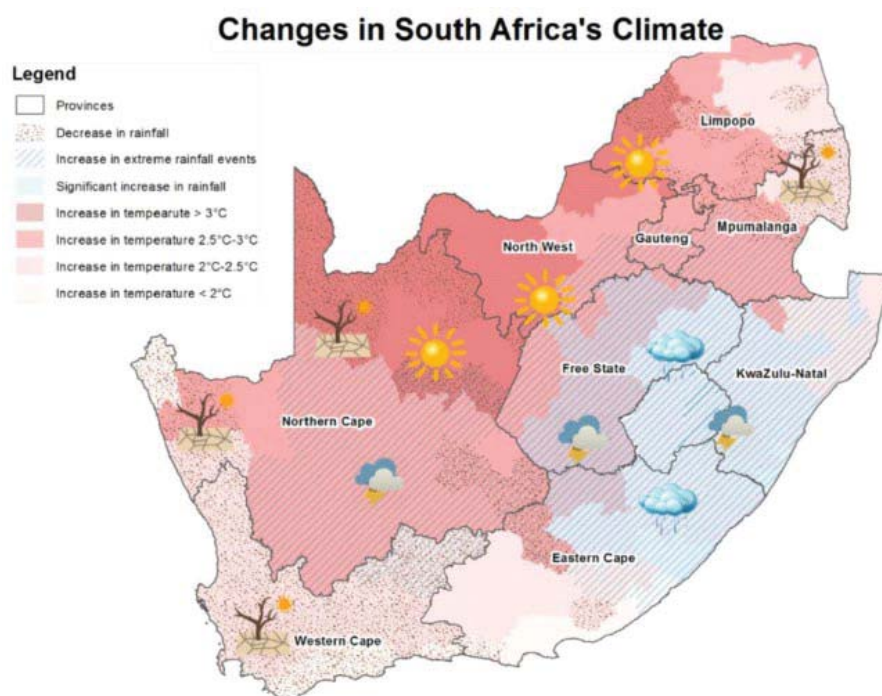 Changes in South Africa's Climate
Legend
Provinces
Decrease in rainfall
Increase in extreme rainfall events
Significant increase in rainfall
Increase in tempearute > 3°C
Increase in temperature 2.5°C-3°C
Increase in temperature 2°C-2.5°C
Increase in temperature < 2°C
Limpopo
North West
Gauteng
Mpumalanga
Free State
KwaZulu-Natal
Northern Cape
Eastern Cape
Western Cape